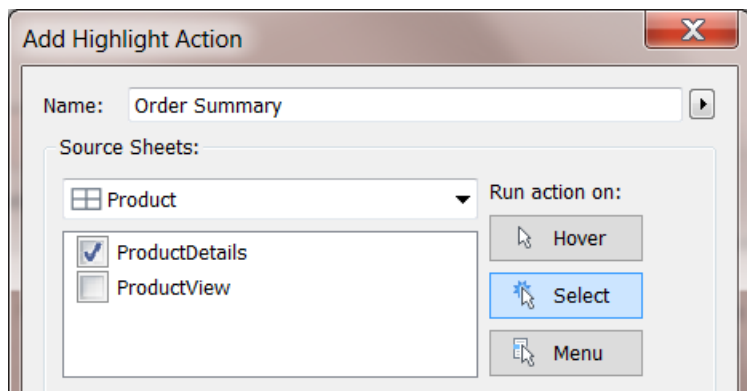 Add Highlight Action
X
Name: Order Summary
Source Sheets:
Product
Run action on:
ProductDetails
ProductView
Hover
Select
Menu